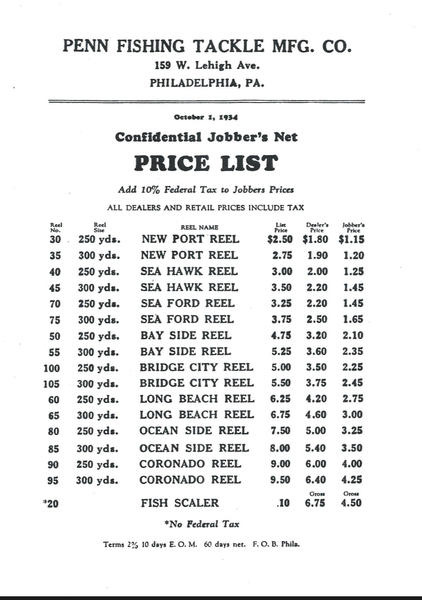 PENN FISHING TACKLE MFG. CO.
159 W. Lehigh Ave.
PHILADELPHIA, PA.
October 1, 1934
Confidential Jobber's Net
PRICE LIST
Add 10% Federal Tax to Jobbers Prices
ALL DEALERS AND RETAIL PRICES INCLUDE TAX
Reel No. Reel Size REEL NAME List Price Dealer's Price Jobber's Price
30 250 yds. NEW PORT REEL $2.50 $1.80 $1.15
35 300 yds. NEW PORT REEL 2.75 1.90 1.20
40 250 yds. SEA HAWK REEL 3.00 2.00 1.25
45 300 yds. SEA HAWK REEL 3.50 2.20 1.45
70 250 yds. SEA FORD REEL 3.25 2.20 1.45
75 300 yds. SEA FORD REEL 3.75 2.50 1.65
50 250 yds. BAY SIDE REEL 4.75 3.20 2.10
55 300 yds. BAY SIDE REEL 5.25 3.60 2.35
100 250 yds. BRIDGE CITY REEL 5.00 3.50 2.25
105 300 yds. BRIDGE CITY REEL 5.50 3.75 2.45
60 250 yds. LONG BEACH REEL 6.25 4.20 2.75
65 300 yds. LONG BEACH REEL 6.75 4.60 3.00
80 250 yds. OCEAN SIDE REEL 7.50 5.00 3.25
85 300 yds. OCEAN SIDE REEL 8.00 5.40 3.50
90 250 yds. CORONADO REEL 9.00 6.00 4.00
95 300 yds. CORONADO REEL 9.50 6.40 4.25
Gross Gross
*20 FISH SCALER .10 6.75 4.50
*No Federal Tax
Terms 2% 10 days E. O. M. 60 days net. F. O. B. Phila.